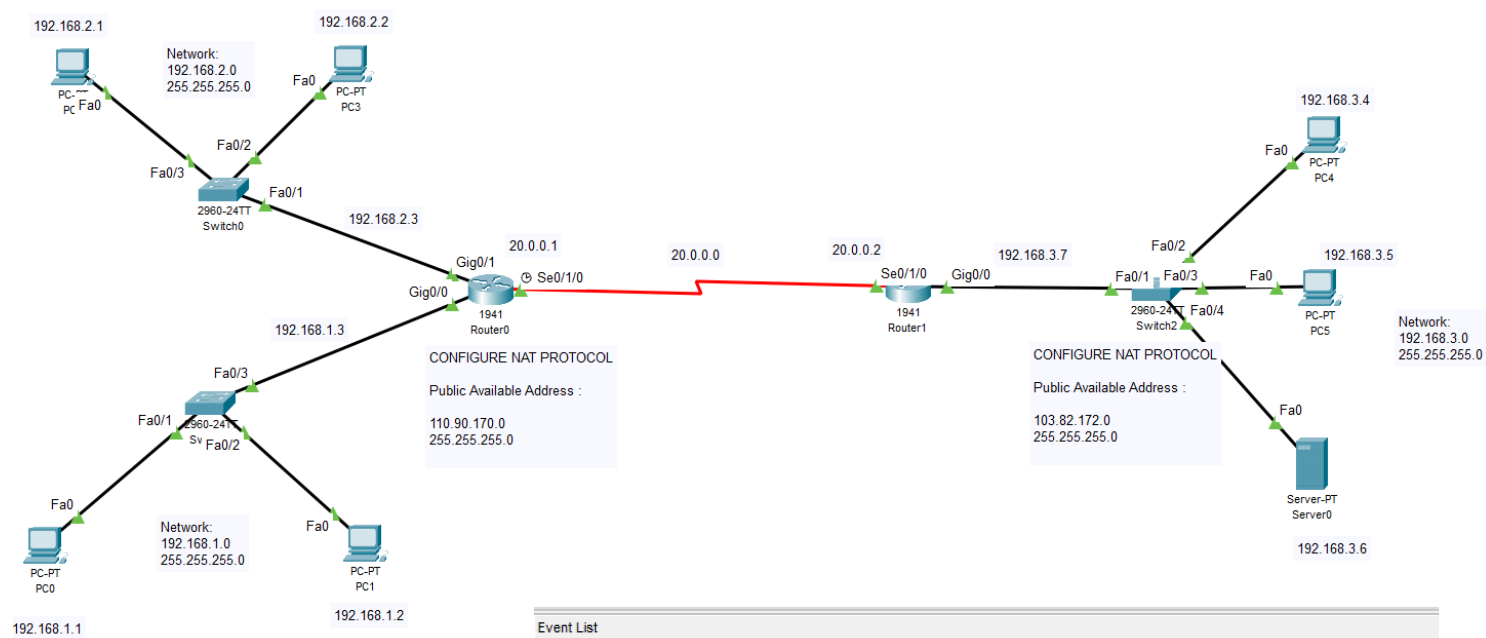 192.168.2.1
192.168.2.2
Network:
192.168.2.0
255.255.255.0
Fa0
PC-PT
PC3
Fa0
Fa0/2
Fa0/3
Fa0/1
2960-24TT
Switch0
192.168.2.3
Gig0/1
Gig0/0
20.0.0.1
Se0/1/0
1941
Router0
192.168.1.3
20.0.0.0
20.0.0.2
Se0/1/0
Gig0/0
1941
Router1
192.168.3.7
Fa0/1
Fa0/2
Fa0/3
Fa0/4
2960-24TT
Switch2
192.168.3.4
Fa0
PC-PT
PC4
192.168.3.5
Fa0
PC-PT
PC5
Network:
192.168.3.0
255.255.255.0
CONFIGURE NAT PROTOCOL
Public Available Address :
110.90.170.0
255.255.255.0
CONFIGURE NAT PROTOCOL
Public Available Address :
103.82.172.0
255.255.255.0
Fa0
Server-PT
Server0
192.168.3.6
Fa0/3
Fa0/1
2960-24TT
Fa0/2
Fa0
PC-PT
PC0
192.168.1.1
Network:
192.168.1.0
255.255.255.0
Fa0
PC-PT
PC1
192.168.1.2
Event List